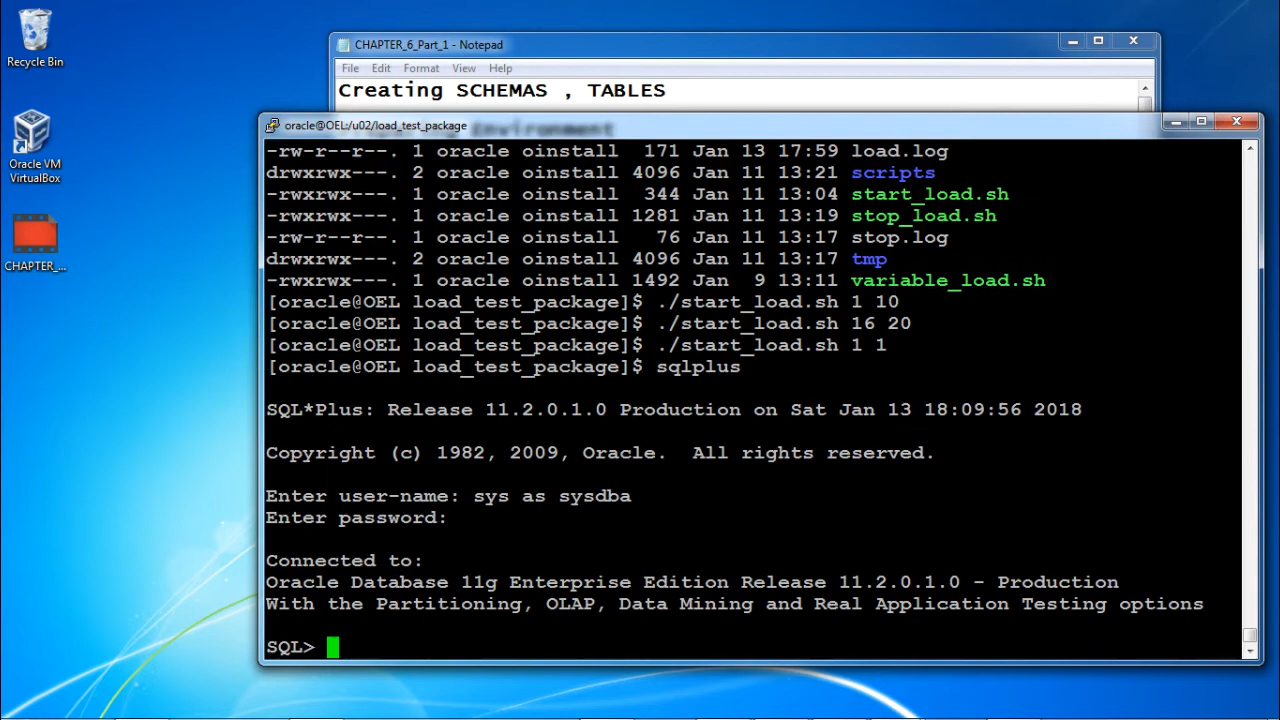 Recycle Bin
Oracle VM
VirtualBox
CHAPTER_...
CHAPTER_6_Part_1 - Notepad
File Edit Format View Help
Creating SCHEMAS , TABLES
Environment
oracle@OEL:/u02/load_test_package
-rw-r--r--. 1 oracle oinstall 171 Jan 13 17:59 load.log
drwxrwx---. 2 oracle oinstall 4096 Jan 11 13:21 scripts
-rwxrwx---. 1 oracle oinstall 344 Jan 11 13:04 start_load.sh
-rwxrwx---. 1 oracle oinstall 1281 Jan 11 13:19 stop_load.sh
-rw-r--r--. 1 oracle oinstall 76 Jan 11 13:17 stop.log
drwxrwx---. 2 oracle oinstall 4096 Jan 11 13:17 tmp
-rwxrwx---. 1 oracle oinstall 1492 Jan 9 13:11 variable_load.sh
[oracle@OEL load_test_package]$ ./start_load.sh 1 10
[oracle@OEL load_test_package]$ ./start_load.sh 16 20
[oracle@OEL load_test_package]$ ./start_load.sh 1 1
[oracle@OEL load_test_package]$ sqlplus
SQL*Plus: Release 11.2.0.1.0 Production on Sat Jan 13 18:09:56 2018
Copyright (c) 1982, 2009, Oracle. All rights reserved.
Enter user-name: sys as sysdba
Enter password:
Connected to:
Oracle Database 11g Enterprise Edition Release 11.2.0.1.0 - Production
With the Partitioning, OLAP, Data Mining and Real Application Testing options
SQL>